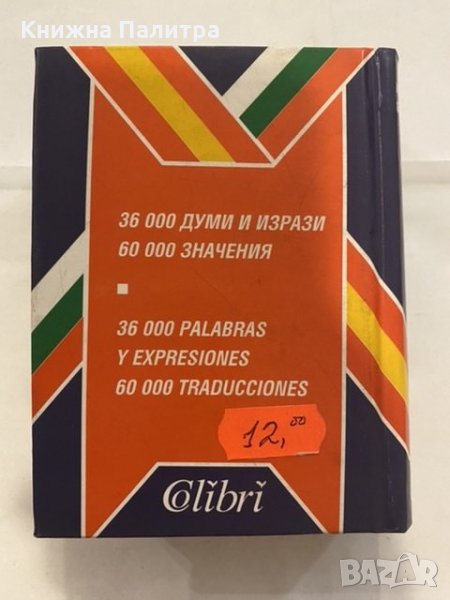 Книжна Палитра
36 000 ДУМИ И ИЗРАЗИ
60 000 ЗНАЧЕНИЯ
36 000 PALABRAS
Y EXPRESIONES
60 000 TRADUCCIONES
12,00
Colibri
BAZAR